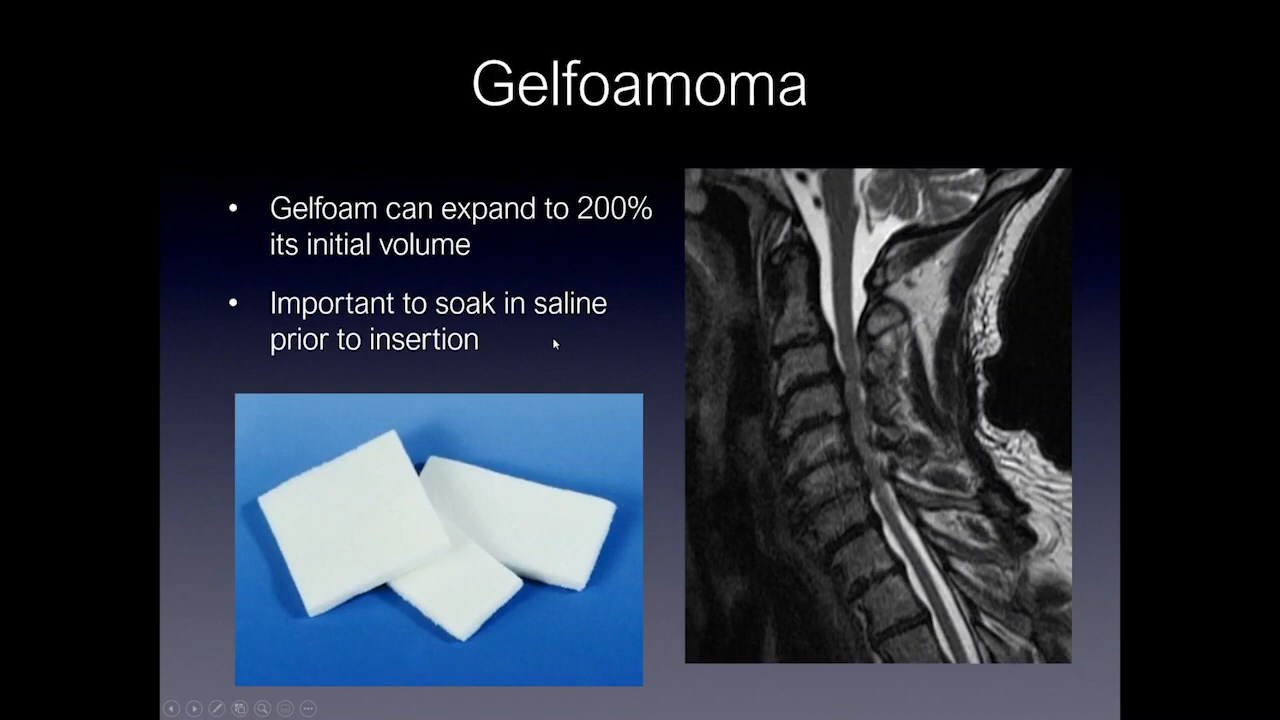 Gelfoamoma
• Gelfoam can expand to 200%
its initial volume
• Important to soak in saline
prior to insertion